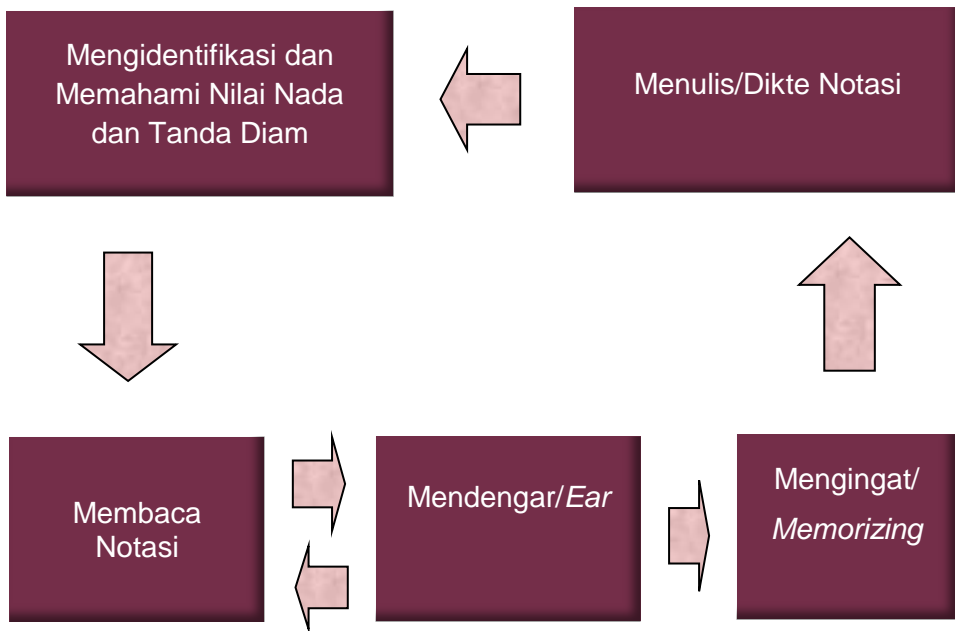 Mengidentifikasi dan
Memahami Nilai Nada
dan Tanda Diam
Menulis/Dikte Notasi
Membaca
Notasi
Mendengar/Ear
Mengingat/
Memorizing